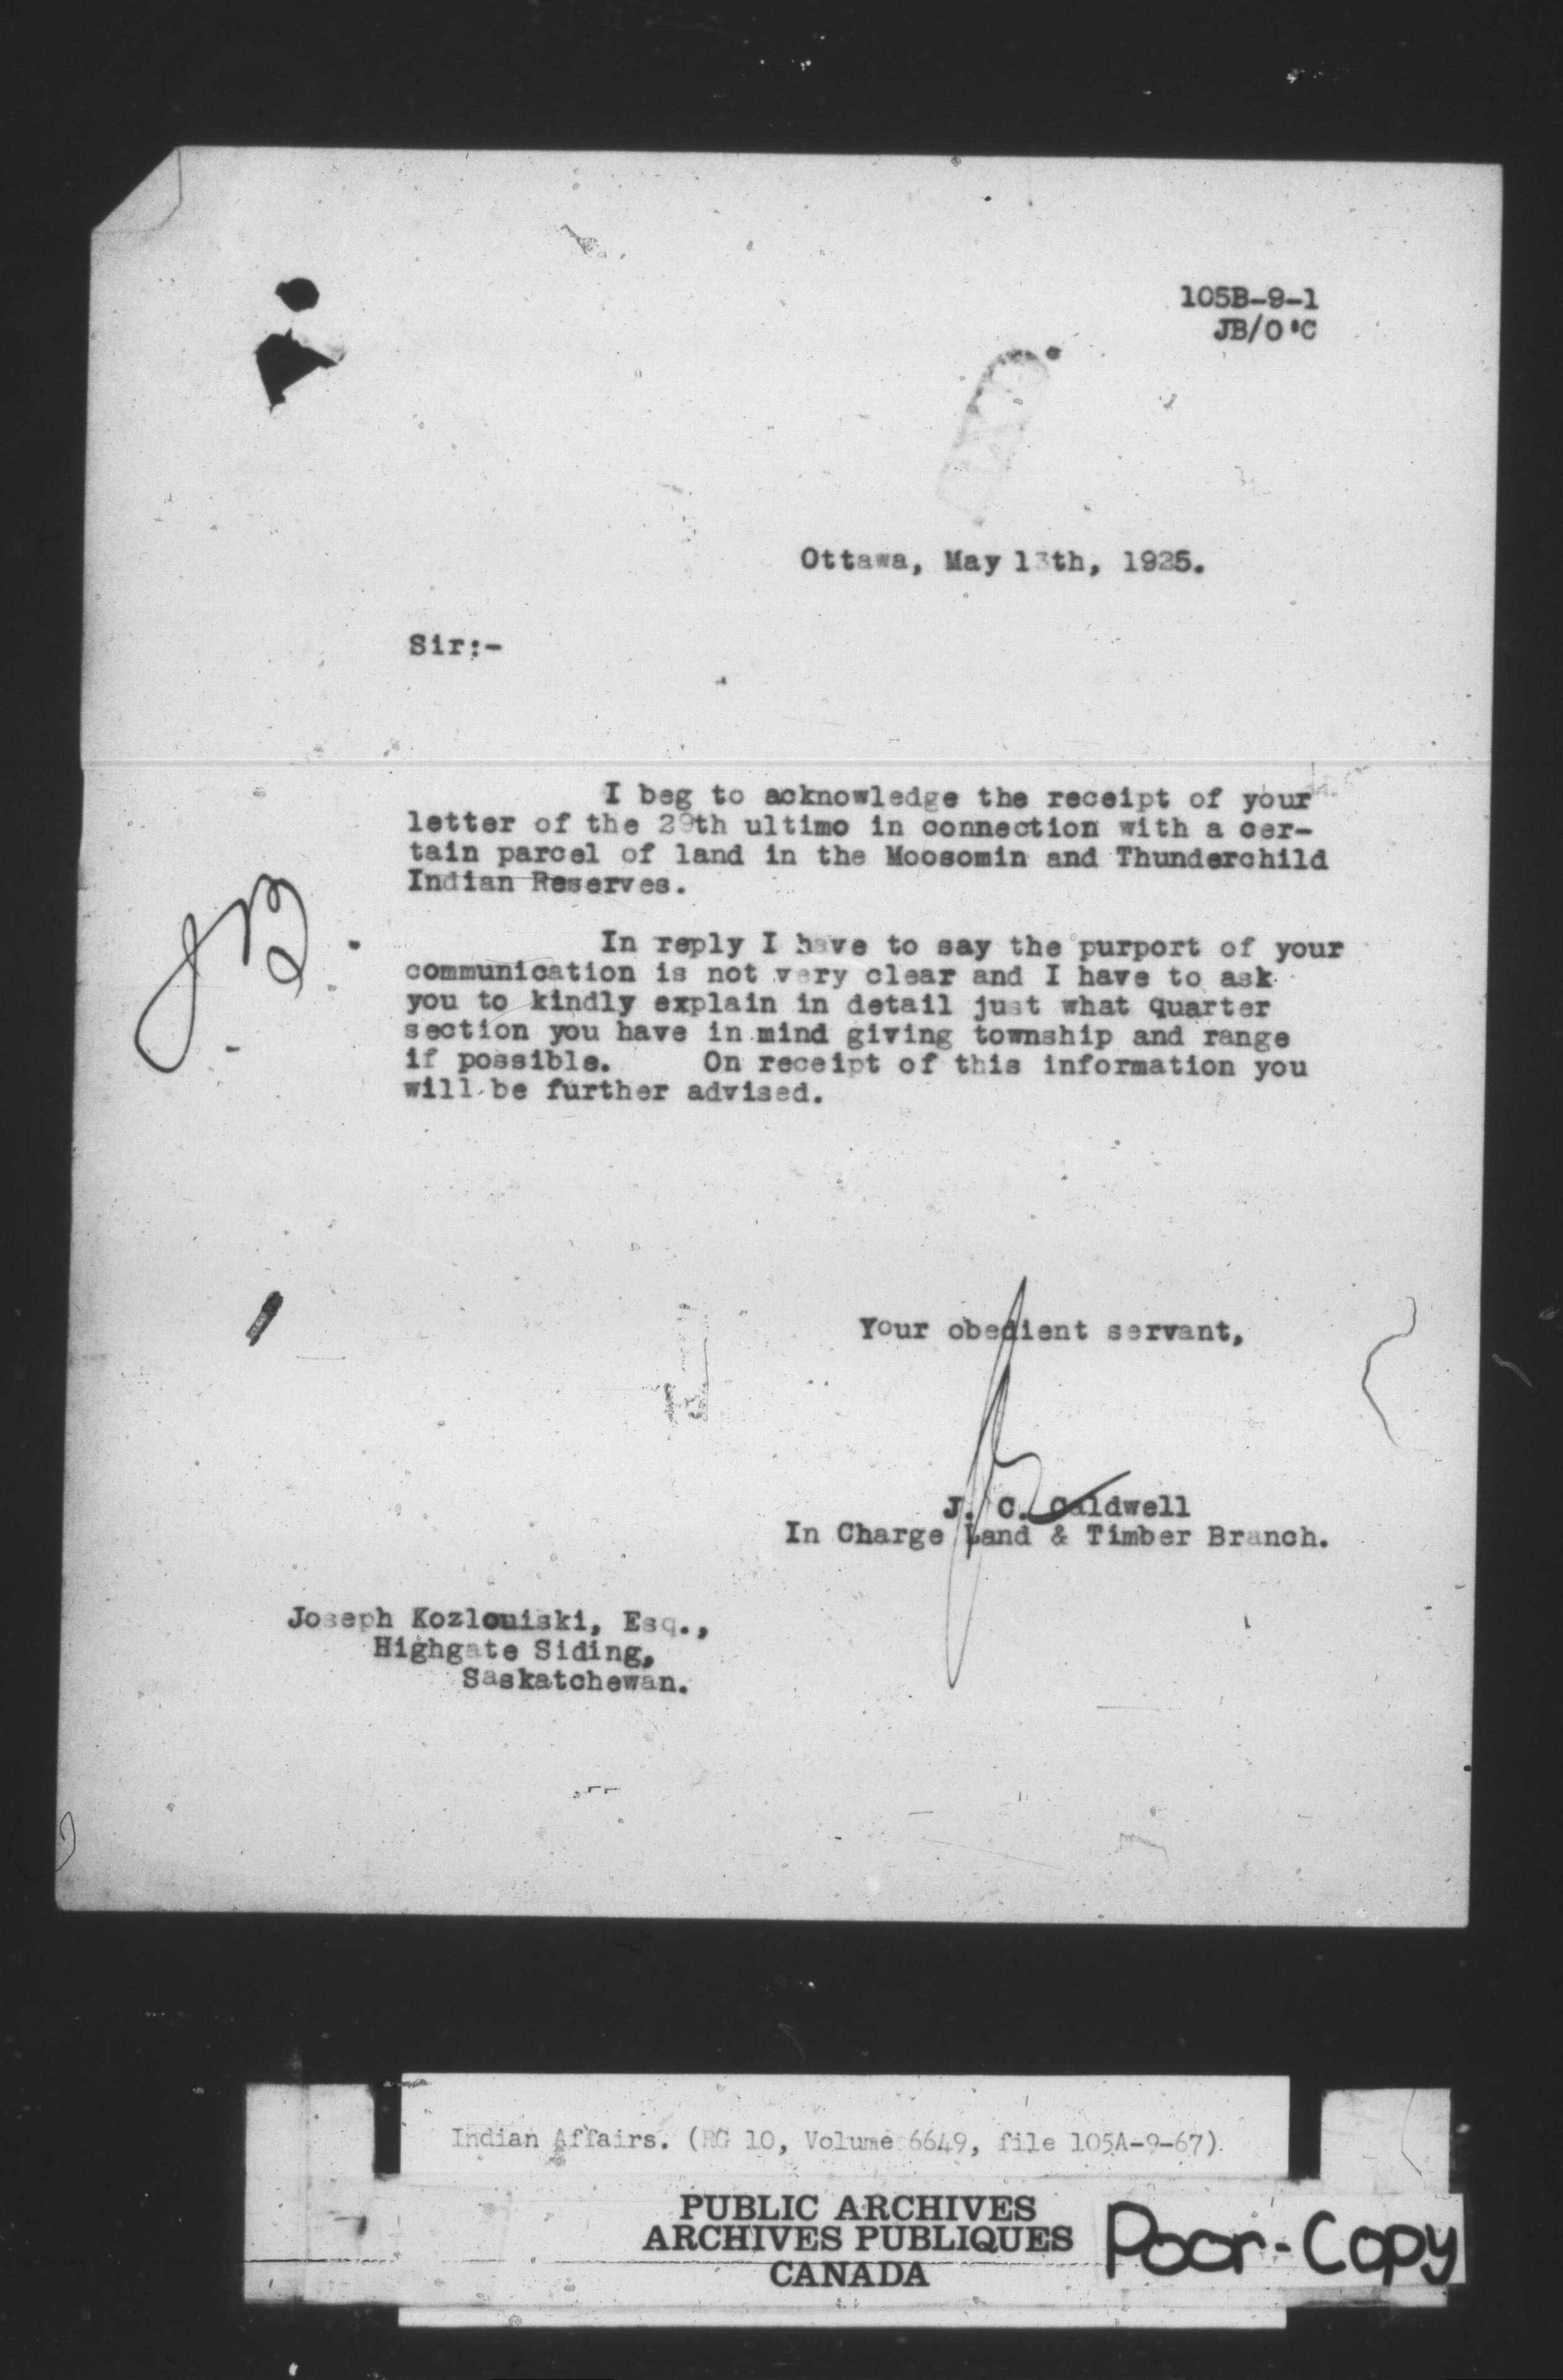 105B-9-1
JB/O'C
Ottawa, May 13th, 1925.
Sir:-
I beg to acknowledge the receipt of your
letter of the 29th ultimo in connection with a cer-
tain parcel of land in the Moosomin and Thunderchild
Indian Reserves.
JB.
In reply I have to say the purport of your
communication is not very clear and I have to ask
you to kindly explain in detail just what quarter
section you have in mind giving township and range
if possible. On receipt of this information you
will be further advised.
Your obedient servant,
J. C. Caldwell
In Charge Land & Timber Branch.
Joseph Kozlouiski, Esq.,
Highgate Siding,
Saskatchewan.
Indian Affairs. (RG 10, Volume 6649, file 105A-9-67).
PUBLIC ARCHIVES
ARCHIVES PUBLIQUES
CANADA
Poor-Copy